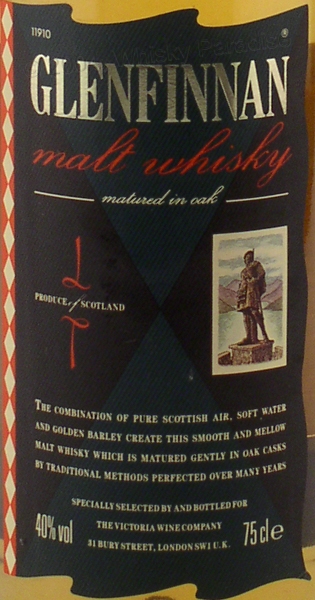 11910
®
GLENFINNAN
malt whisky
matured in oak
L
PRODUCE of SCOTLAND
T
THE COMBINATION OF PURE SCOTTISH AIR, SOFT WATER
AND GOLDEN BARLEY CREATE THIS SMOOTH AND MELLOW
MALT WHISKY WHICH IS MATURED GENTLY IN OAK CASKS
BY TRADITIONAL METHODS PERFECTED OVER MANY YEARS
SPECIALLY SELECTED BY AND BOTTLED FOR
40% vol THE VICTORIA WINE COMPANY 75 cl e
31 BURY STREET, LONDON SW1 U.K.